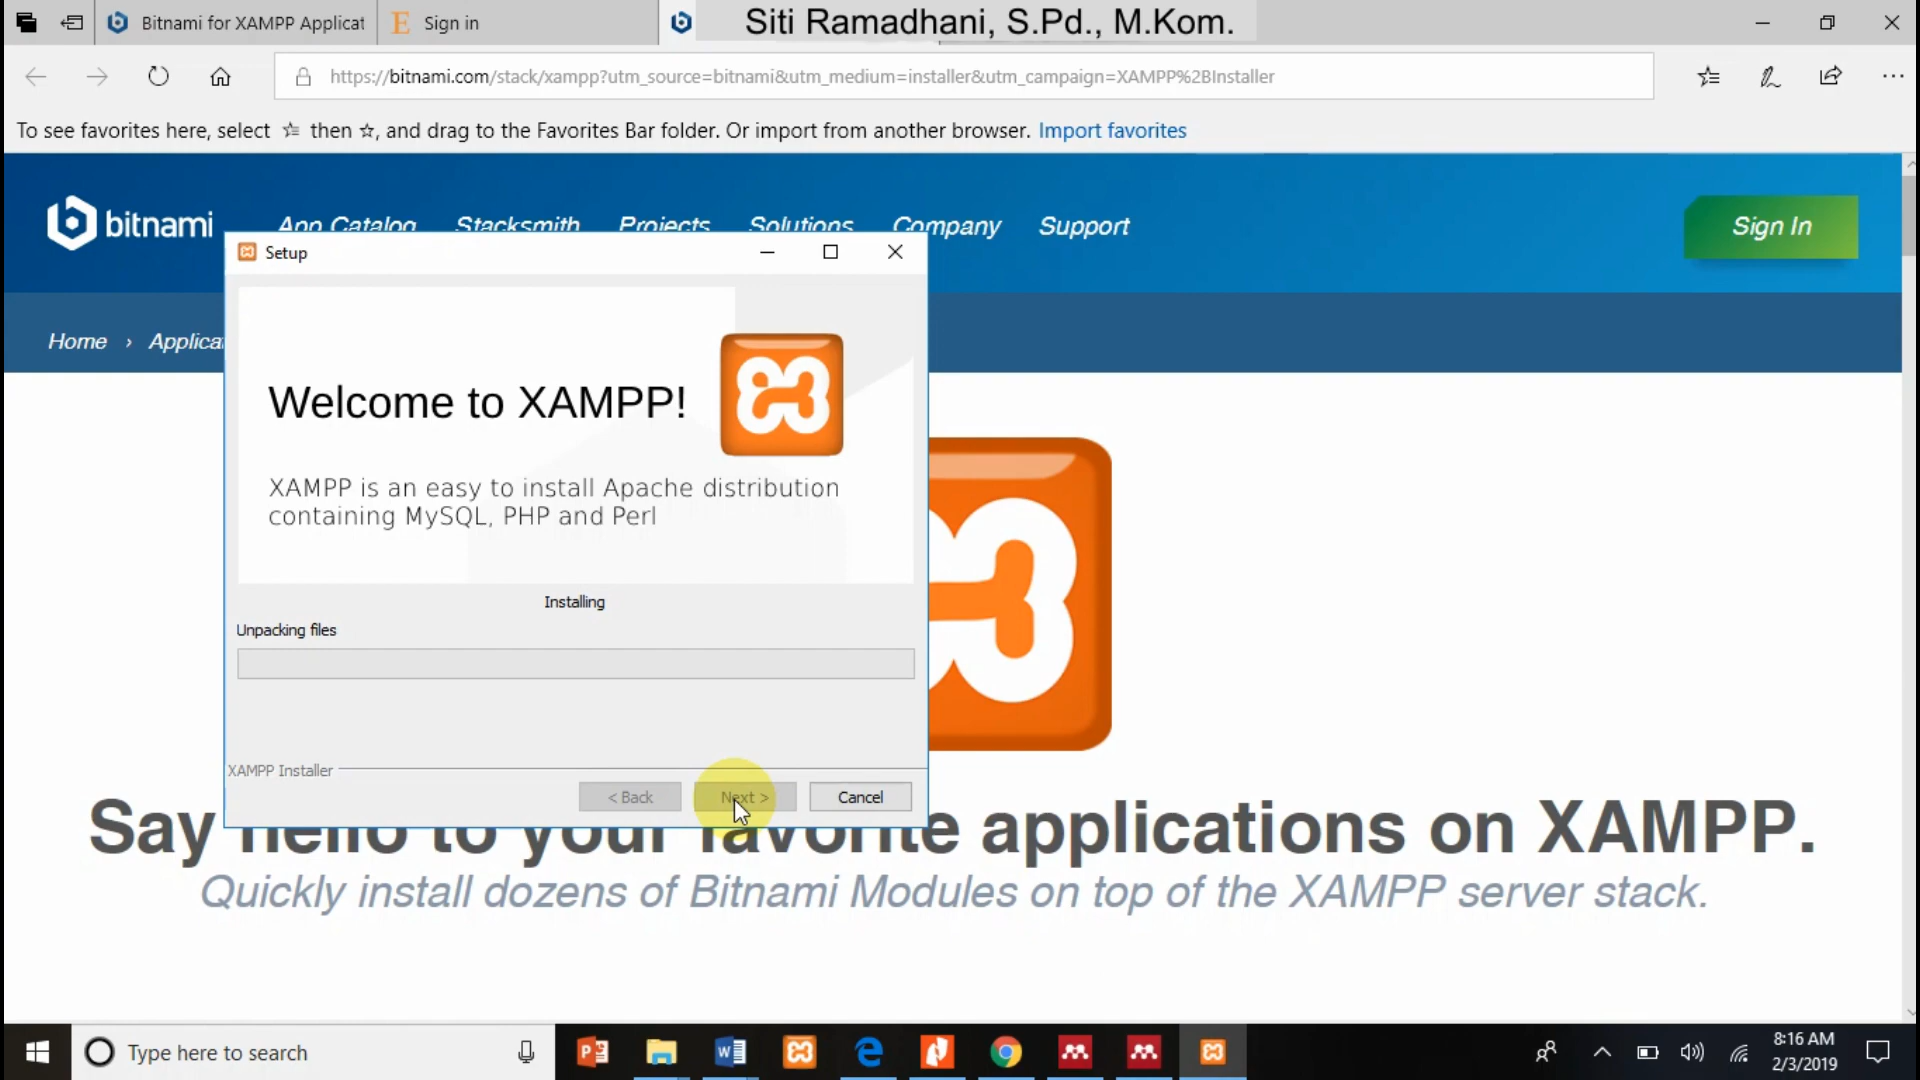 Bitnami for XAMPP Applicat
Sign in
Siti Ramadhani, S.Pd., M.Kom.
https://bitnami.com/stack/xampp?utm_source=bitnami&utm_medium=installer&utm_campaign=XAMPP%2BInstaller
To see favorites here, select then , and drag to the Favorites Bar folder. Or import from another browser. Import favorites
bitnami
App Catalog
Stacksmith
Projects
Solutions
Company
Support
Sign In
Home › Applica
Setup
Welcome to XAMPP!
XAMPP is an easy to install Apache distribution
containing MySQL, PHP and Perl
Installing
Unpacking files
XAMPP Installer
< Back
Next >
Cancel
Say hello to your favorite applications on XAMPP.
Quickly install dozens of Bitnami Modules on top of the XAMPP server stack.
Type here to search
8:16 AM
2/3/2019